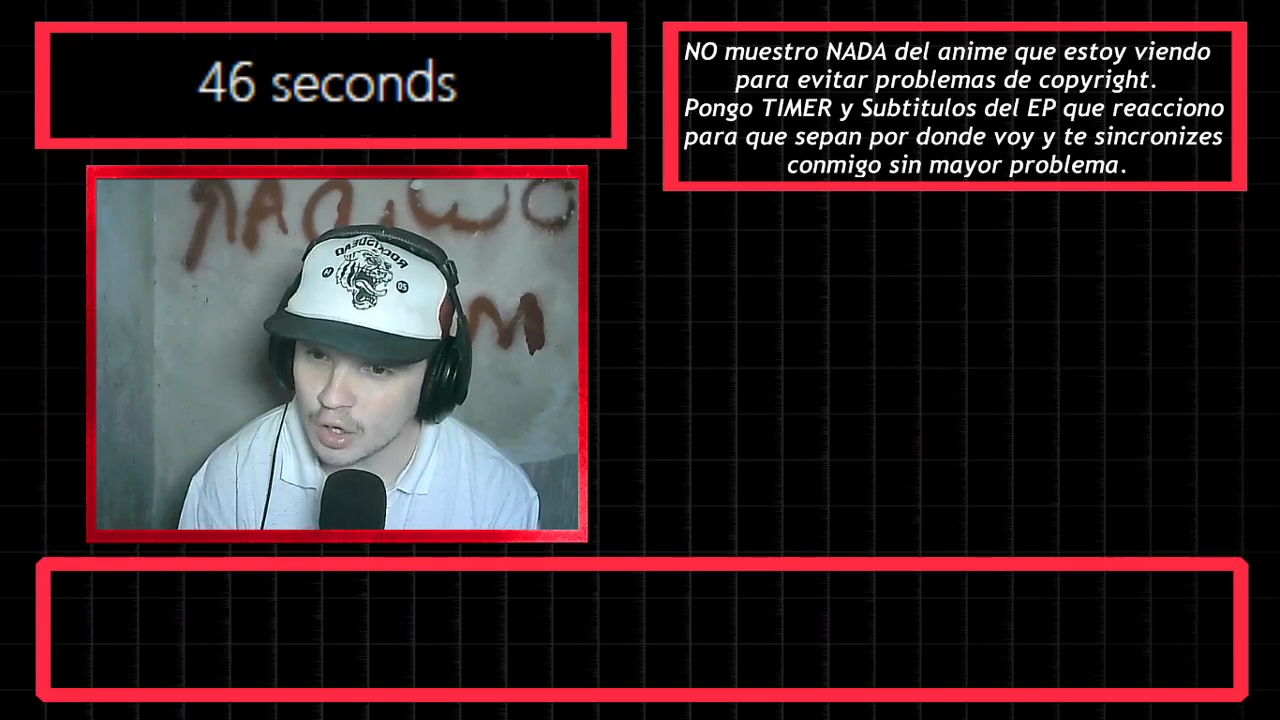 46 seconds
NO muestro NADA del anime que estoy viendo
para evitar problemas de copyright.
Pongo TIMER y Subtitulos del EP que reacciono
para que sepan por donde voy y te sincronizes
conmigo sin mayor problema.